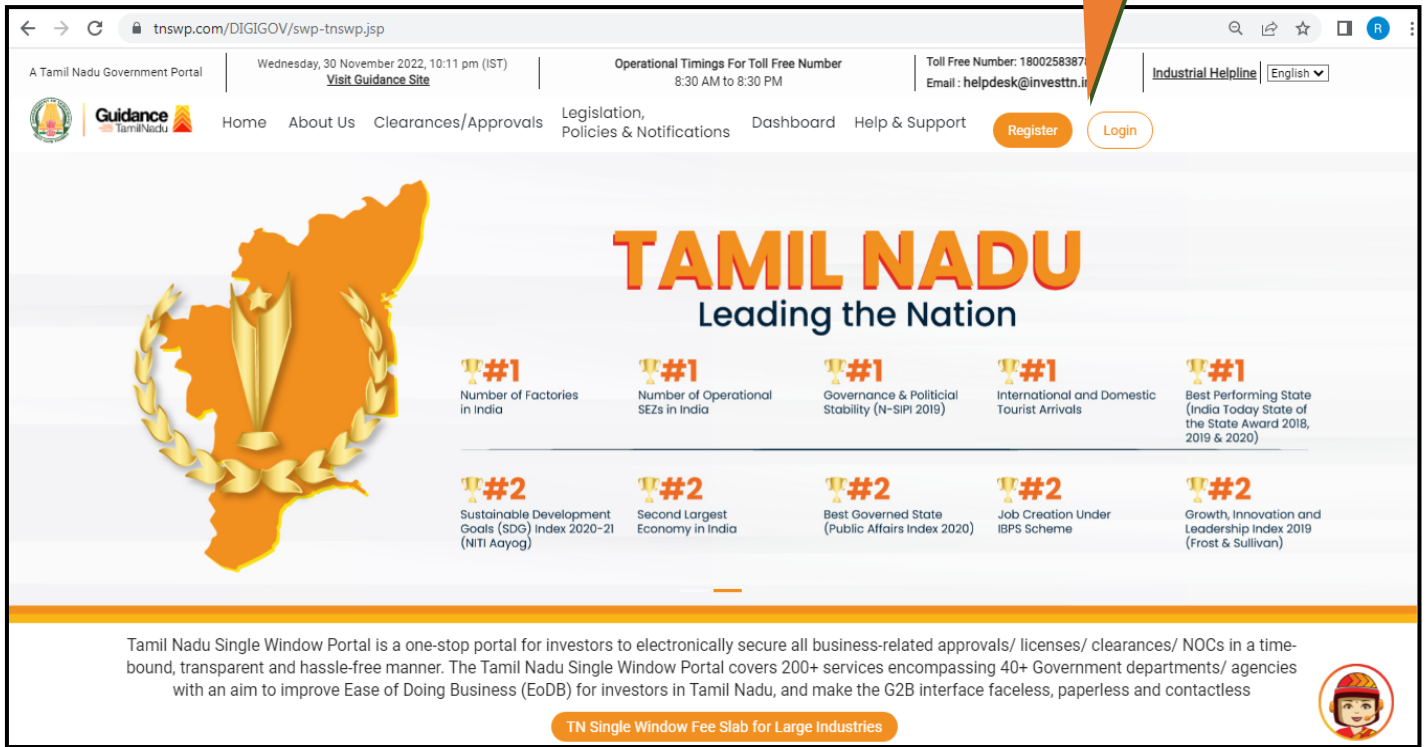 tnswp.com/DIGIGOV/swp-tnswp.jsp
R
A Tamil Nadu Government Portal
Wednesday, 30 November 2022, 10:11 pm (IST)
Visit Guidance Site
Operational Timings For Toll Free Number
8:30 AM to 8:30 PM
Toll Free Number: 18002583878
Email : helpdesk@investtn.in
Industrial Helpline
English
Guidance
TamilNadu
Home
About Us
Clearances/Approvals
Legislation,
Policies & Notifications
Dashboard
Help & Support
Register
Login
TAMIL NADU
Leading the Nation
#1
Number of Factories
in India
#1
Number of Operational
SEZs in India
#1
Governance & Politicial
Stability (N-SIPI 2019)
#1
International and Domestic
Tourist Arrivals
#1
Best Performing State
(India Today State of
the State Award 2018,
2019 & 2020)
#2
Sustainable Development
Goals (SDG) Index 2020-21
(NITI Aayog)
#2
Second Largest
Economy in India
#2
Best Governed State
(Public Affairs Index 2020)
#2
Job Creation Under
IBPS Scheme
#2
Growth, Innovation and
Leadership Index 2019
(Frost & Sullivan)
Tamil Nadu Single Window Portal is a one-stop portal for investors to electronically secure all business-related approvals/ licenses/ clearances/ NOCs in a time-
bound, transparent and hassle-free manner. The Tamil Nadu Single Window Portal covers 200+ services encompassing 40+ Government departments/ agencies
with an aim to improve Ease of Doing Business (EoDB) for investors in Tamil Nadu, and make the G2B interface faceless, paperless and contactless
TN Single Window Fee Slab for Large Industries